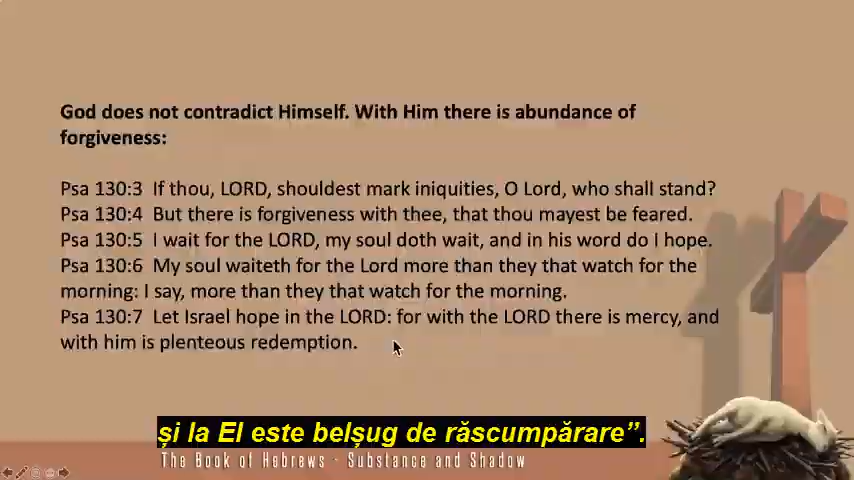 God does not contradict Himself. With Him there is abundance of
forgiveness:
Psa 130:3 If thou, LORD, shouldest mark iniquities, O Lord, who shall stand?
Psa 130:4 But there is forgiveness with thee, that thou mayest be feared.
Psa 130:5 I wait for the LORD, my soul doth wait, and in his word do I hope.
Psa 130:6 My soul waiteth for the Lord more than they that watch for the
morning: I say, more than they that watch for the morning.
Psa 130:7 Let Israel hope in the LORD: for with the LORD there is mercy, and
with him is plenteous redemption.
și la El este belșug de răscumpărare”.
The Book of Hebrews - Substance and Shadow